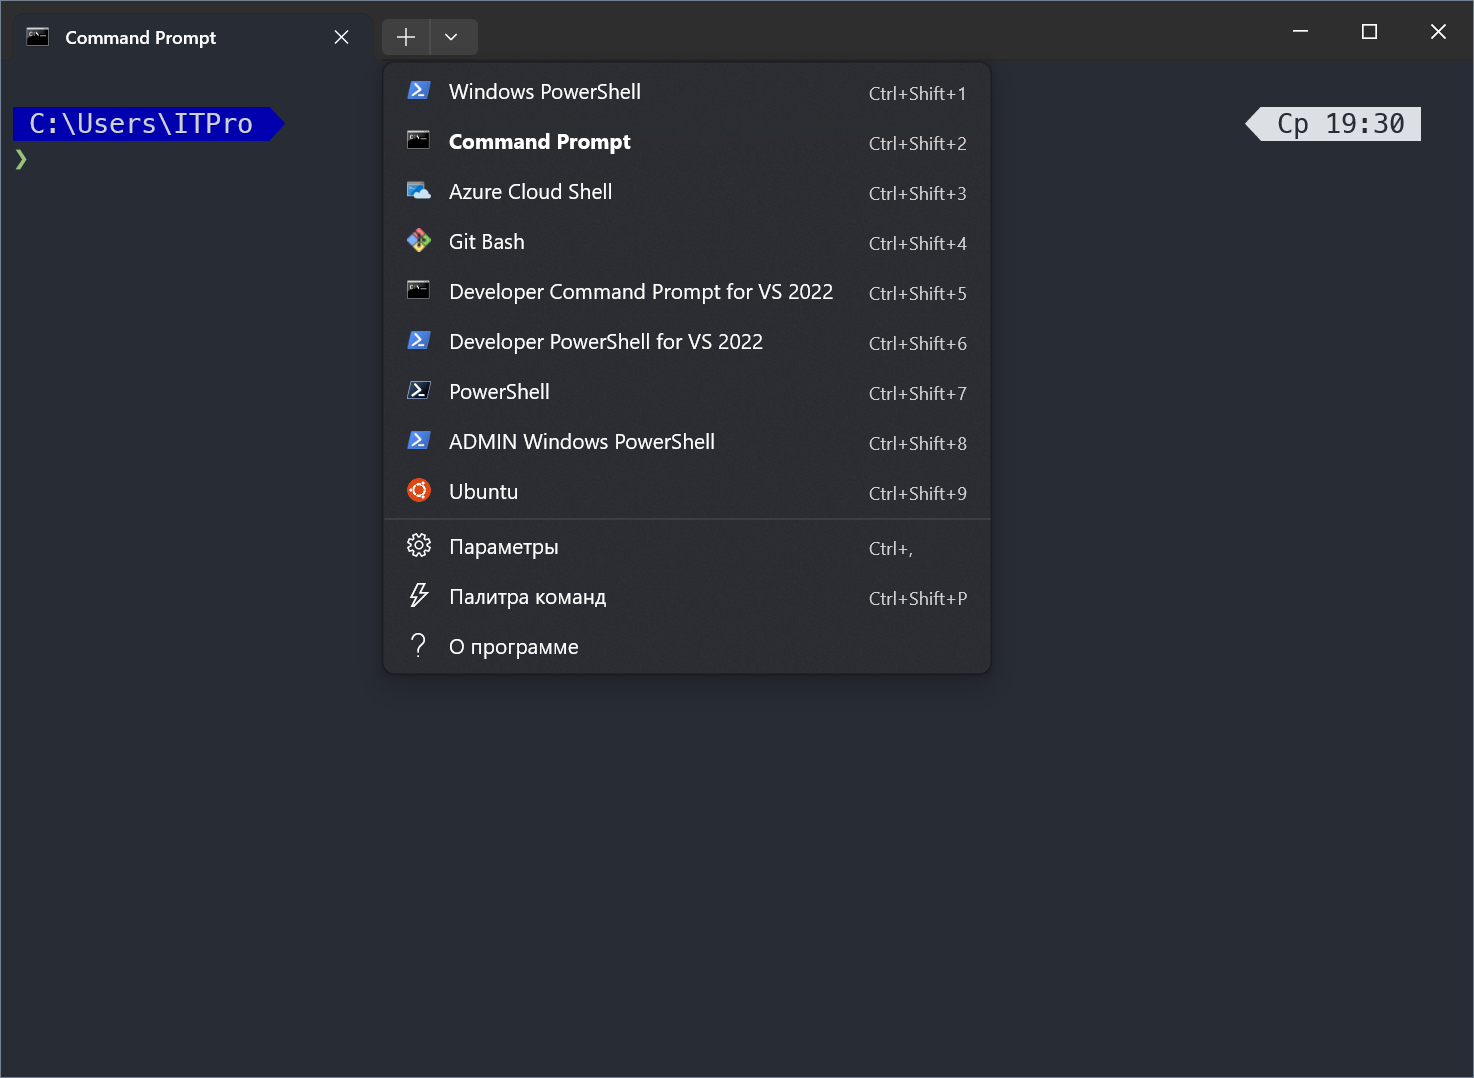 Command Prompt
C:\Users\ITPro
Ср 19:30
❯
Windows PowerShell Ctrl+Shift+1
Command Prompt Ctrl+Shift+2
Azure Cloud Shell Ctrl+Shift+3
Git Bash Ctrl+Shift+4
Developer Command Prompt for VS 2022 Ctrl+Shift+5
Developer PowerShell for VS 2022 Ctrl+Shift+6
PowerShell Ctrl+Shift+7
ADMIN Windows PowerShell Ctrl+Shift+8
Ubuntu Ctrl+Shift+9
Параметры Ctrl+,
Палитра команд Ctrl+Shift+P
О программе